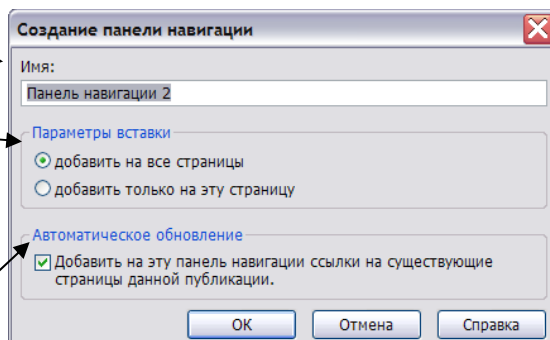 Создание панели навигации
Имя:
Панель навигации 2
Параметры вставки
добавить на все страницы
добавить только на эту страницу
Автоматическое обновление
Добавить на эту панель навигации ссылки на существующие
страницы данной публикации.
ОК
Отмена
Справка